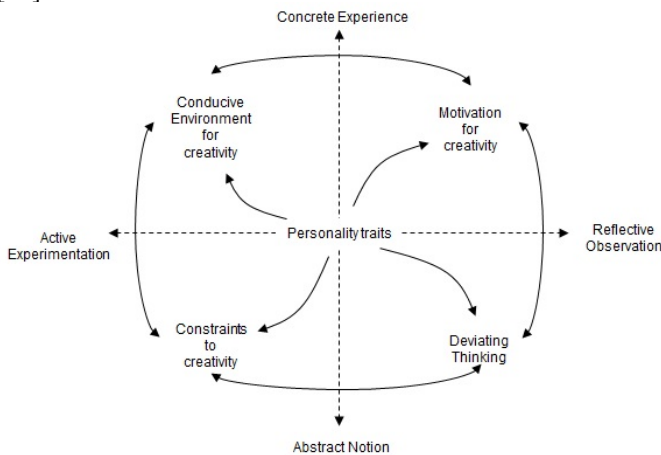 Concrete Experience
Conducive
Environment
for
creativity
Motivation
for
creativity
Personality traits
Active
Experimentation
Reflective
Observation
Constraints
to
creativity
Deviating
Thinking
Abstract Notion